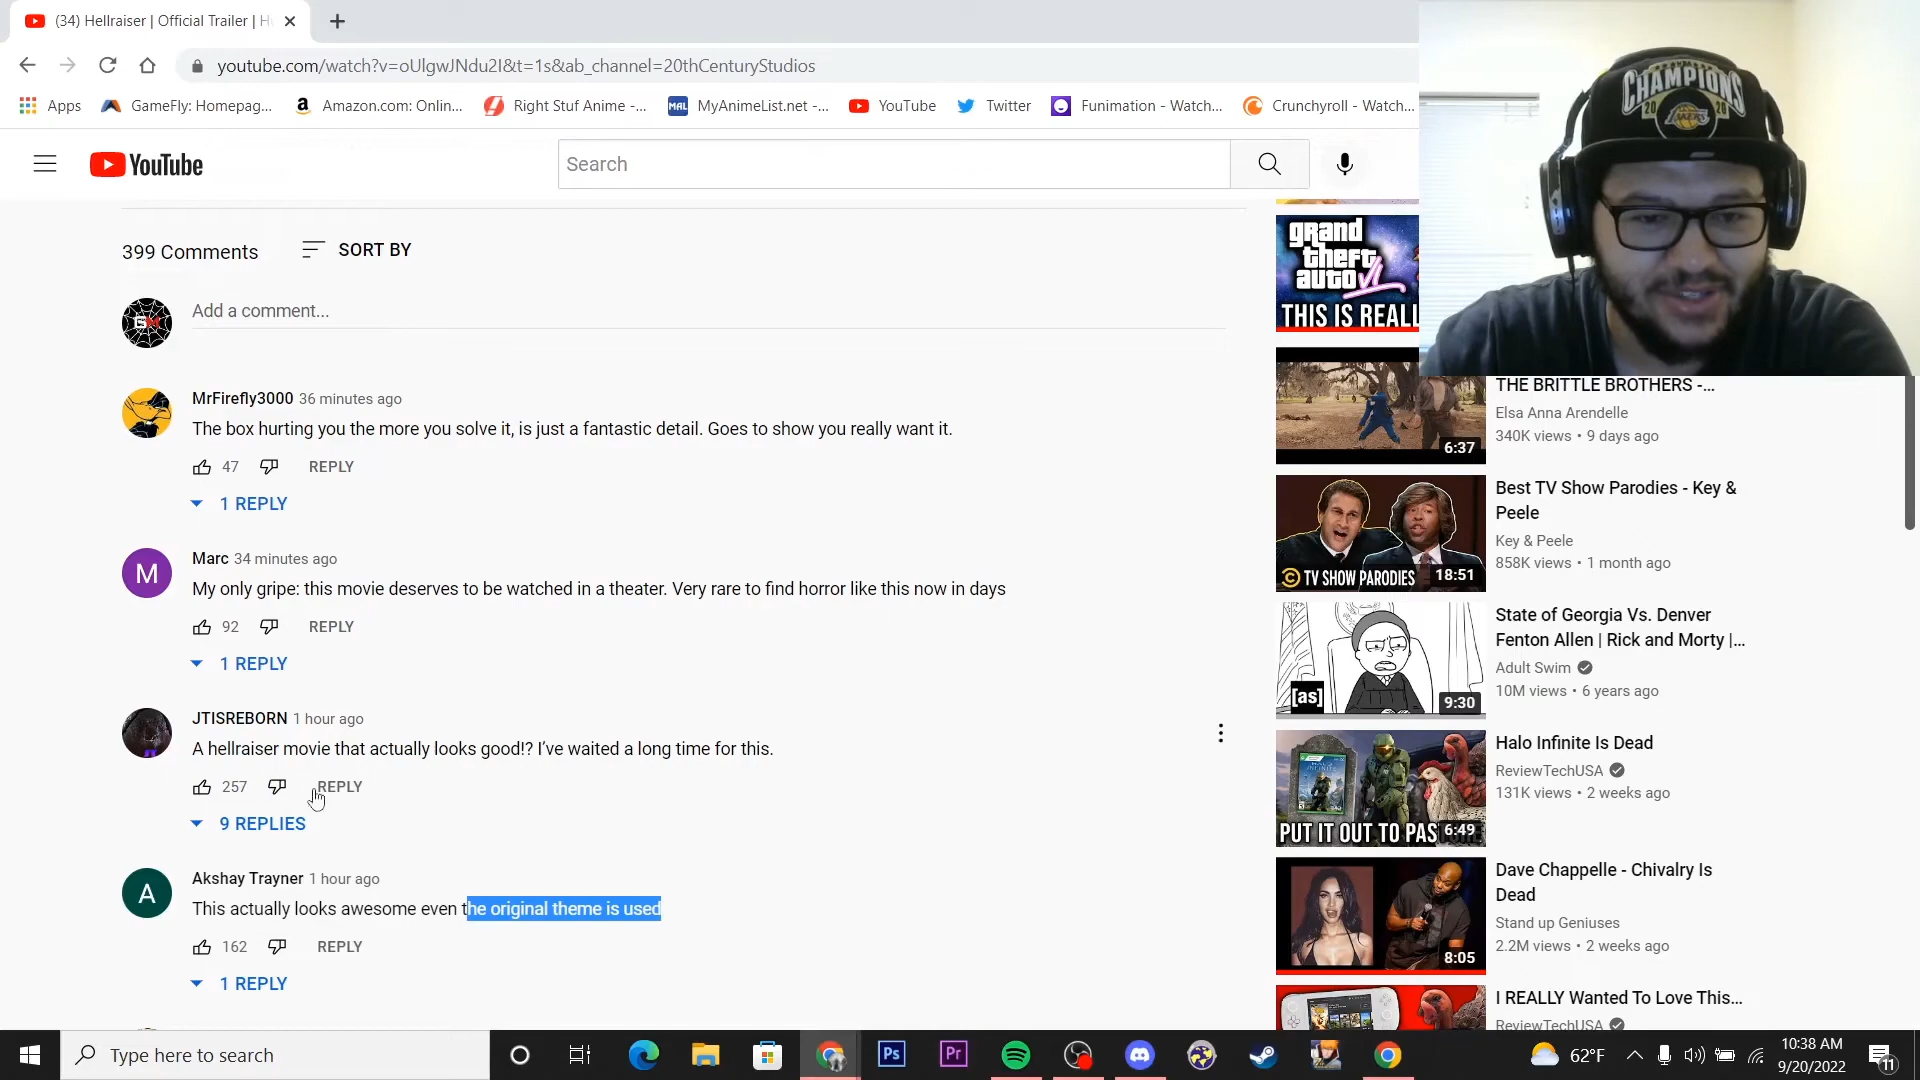 (34) Hellraiser | Official Trailer | H
youtube.com/watch?v=oUlgwJNdu2I&t=1s&ab_channel=20thCenturyStudios
Apps
GameFly: Homepag...
Amazon.com: Onlin...
Right Stuf Anime -...
MyAnimeList.net -...
YouTube
Twitter
Funimation - Watch...
Crunchyroll - Watch...
CHAMPIONS
2020
LAKERS
YouTube
Search
399 Comments
SORT BY
Add a comment...
MrFirefly3000 36 minutes ago
The box hurting you the more you solve it, is just a fantastic detail. Goes to show you really want it.
47 REPLY
1 REPLY
M
Marc 34 minutes ago
My only gripe: this movie deserves to be watched in a theater. Very rare to find horror like this now in days
92 REPLY
1 REPLY
JTISREBORN 1 hour ago
A hellraiser movie that actually looks good!? I've waited a long time for this.
257 REPLY
9 REPLIES
A
Akshay Trayner 1 hour ago
This actually looks awesome even the original theme is used
162 REPLY
1 REPLY
grand
theft
auto VI
THIS IS REALL
6:37
THE BRITTLE BROTHERS -...
Elsa Anna Arendelle
340K views • 9 days ago
TV SHOW PARODIES 18:51
Best TV Show Parodies - Key &
Peele
Key & Peele
858K views • 1 month ago
[as] 9:30
State of Georgia Vs. Denver
Fenton Allen | Rick and Morty |...
Adult Swim
10M views • 6 years ago
PUT IT OUT TO PAS
6:49
Halo Infinite Is Dead
ReviewTechUSA
131K views • 2 weeks ago
8:05
Dave Chappelle - Chivalry Is
Dead
Stand up Geniuses
2.2M views • 2 weeks ago
I REALLY Wanted To Love This...
ReviewTechUSA
Type here to search
Ps
Pr
62°F
10:38 AM
9/20/2022
11